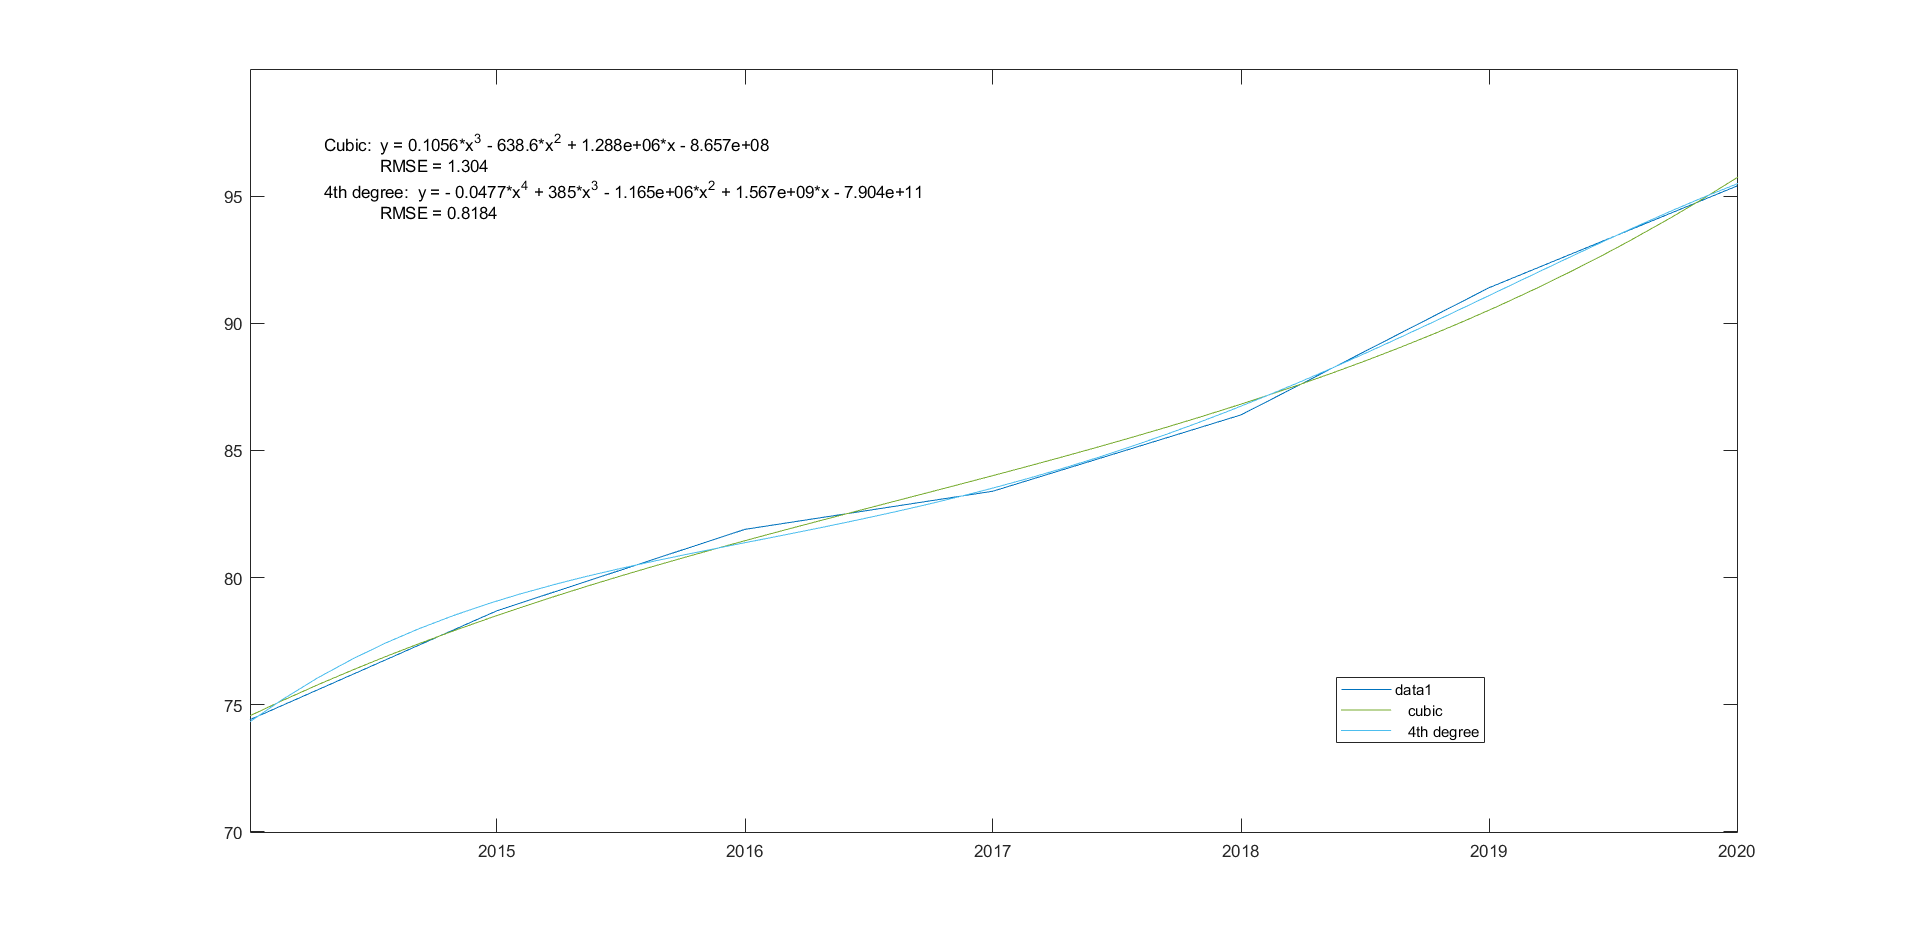 Cubic: y = 0.1056*x^3 - 638.6*x^2 + 1.288e+06*x - 8.657e+08
RMSE = 1.304
4th degree: y = - 0.0477*x^4 + 385*x^3 - 1.165e+06*x^2 + 1.567e+09*x - 7.904e+11
RMSE = 0.8184
95
90
85
80
75
70
data1
cubic
4th degree
2015 2016 2017 2018 2019 2020